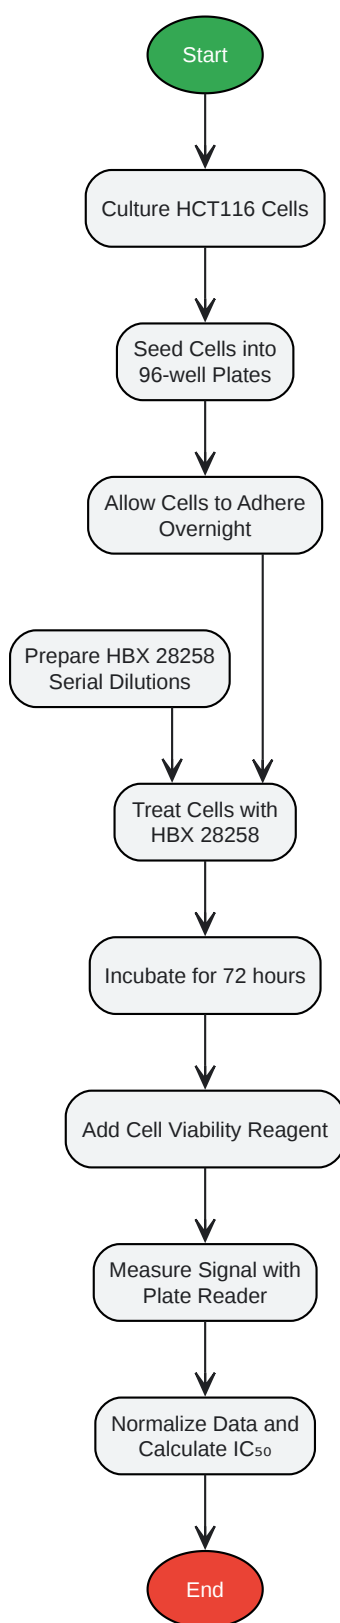 Start
Culture HCT116 Cells
Seed Cells into
96-well Plates
Allow Cells to Adhere
Overnight
Prepare HBX 28258
Serial Dilutions
Treat Cells with
HBX 28258
Incubate for 72 hours
Add Cell Viability Reagent
Measure Signal with
Plate Reader
Normalize Data and
Calculate IC₅₀
End